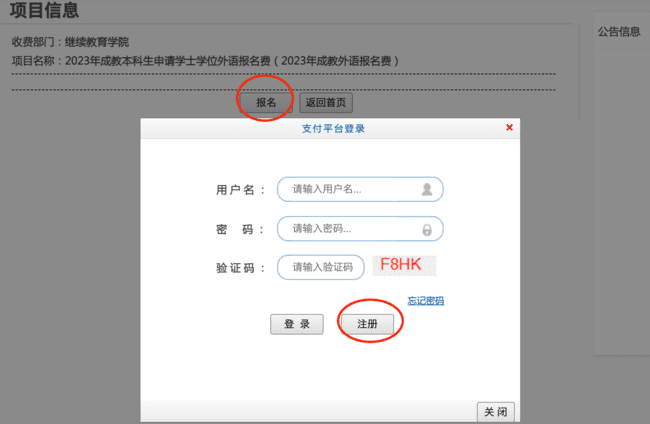 项目信息
公告信息
收费部门：继续教育学院
项目名称：2023年成教本科生申请学士学位外语报名费（2023年成教外语报名费）
报名 返回首页
支付平台登录
用户名： 请输入用户名...
密 码： 请输入密码...
验证码： 请输入验证码 F8HK
忘记密码
登 录 注册
关 闭